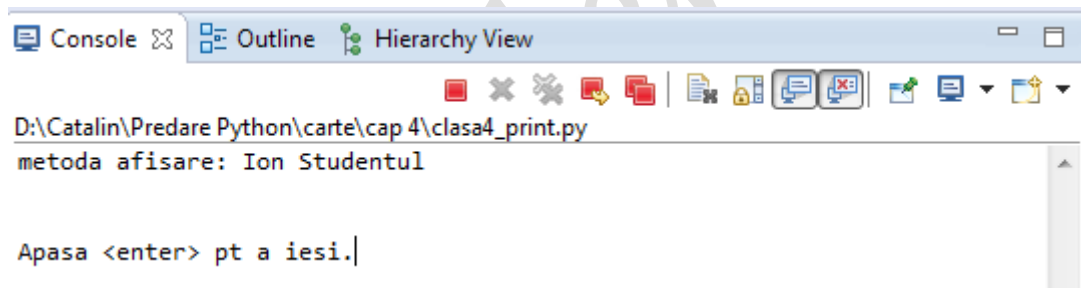 Console Outline Hierarchy View
D:\Catalin\Predare Python\carte\cap 4\clasa4_print.py
metoda afisare: Ion Studentul
Apasa <enter> pt a iesi.